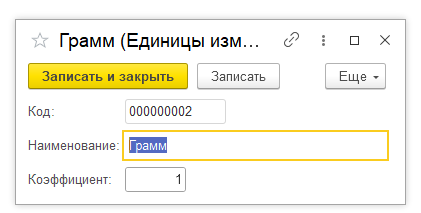 Грамм (Единицы изм...
Записать и закрыть Записать Еще
Код: 000000002
Наименование: Грамм
Коэффициент: 1